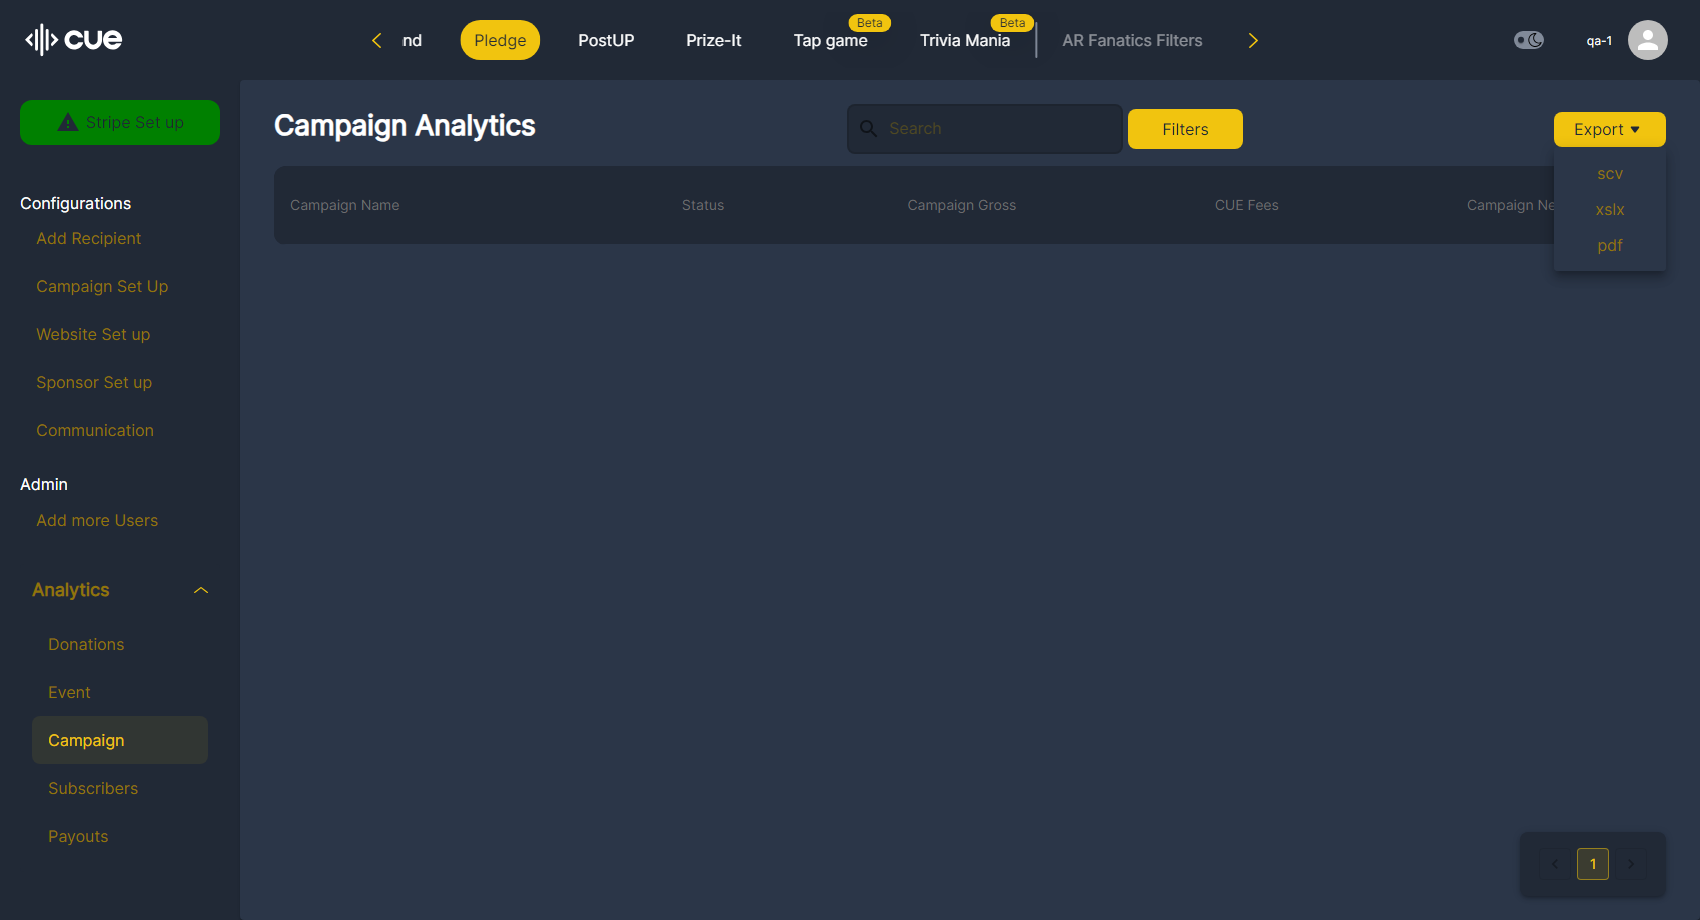 cue
nd
Pledge
PostUP
Prize-It
Tap game
Beta
Trivia Mania
Beta
AR Fanatics Filters
qa-1
Stripe Set up
Configurations
Add Recipient
Campaign Set Up
Website Set up
Sponsor Set up
Communication
Admin
Add more Users
Analytics
Donations
Event
Campaign
Subscribers
Payouts
Campaign Analytics
Search
Filters
Export
scv
xslx
pdf
Campaign Name
Status
Campaign Gross
CUE Fees
Campaign Ne
1